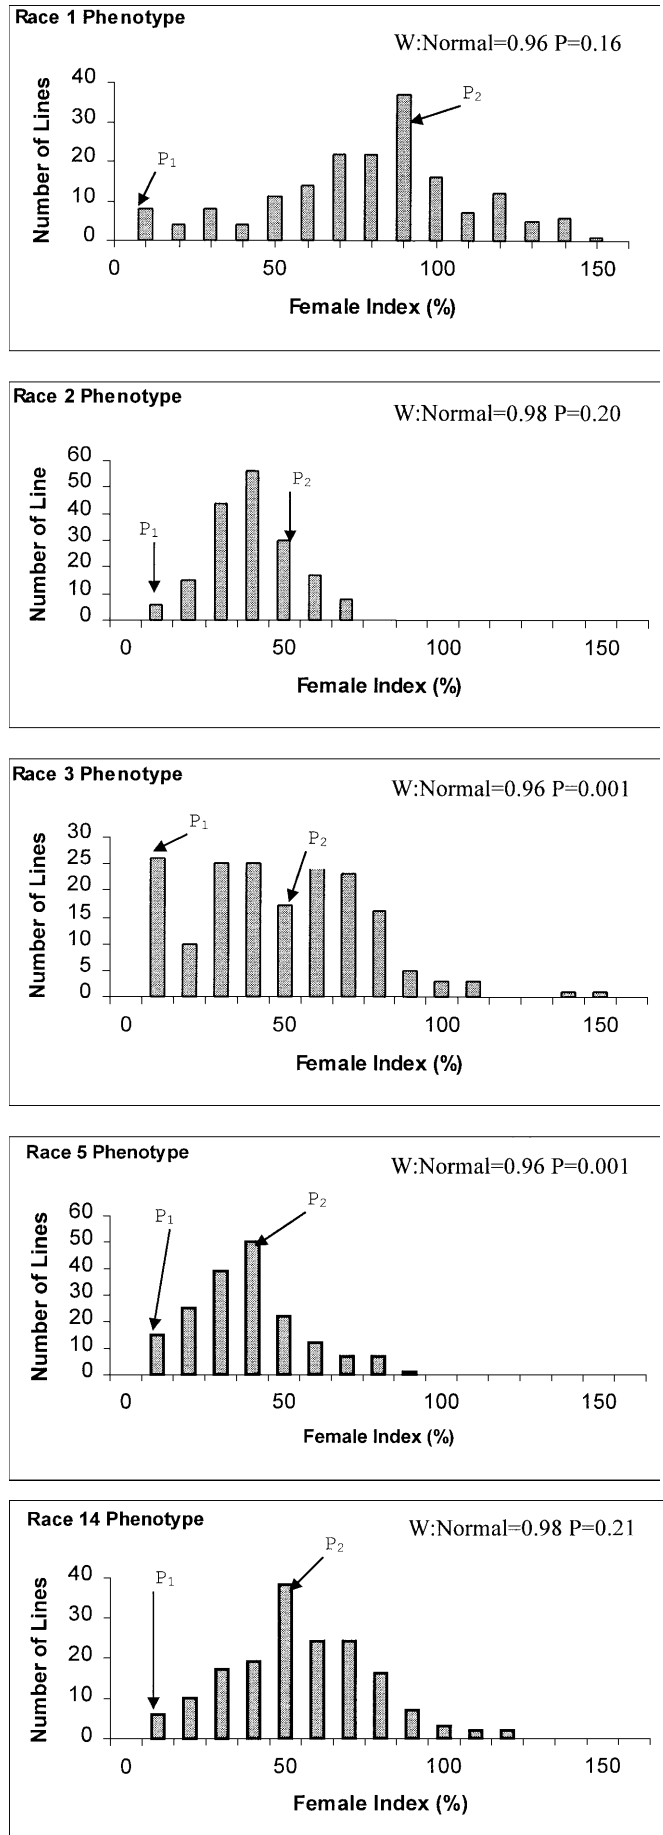 Race 1 Phenotype
W:Normal=0.96 P=0.16
Number of Lines
40
30
20
10
0
P1
P2
0 50 100 150
Female Index (%)
Race 2 Phenotype
W:Normal=0.98 P=0.20
Number of Line
60
50
40
30
20
10
0
P1
P2
0 50 100 150
Female Index (%)
Race 3 Phenotype
W:Normal=0.96 P=0.001
Number of Lines
30
25
20
15
10
5
0
P1
P2
0 50 100 150
Female Index (%)
Race 5 Phenotype
W:Normal=0.96 P=0.001
Number of Lines
60
50
40
30
20
10
0
P1
P2
0 50 100 150
Female Index (%)
Race 14 Phenotype
W:Normal=0.98 P=0.21
Number of Lines
40
30
20
10
0
P1
P2
0 50 100 150
Female Index (%)